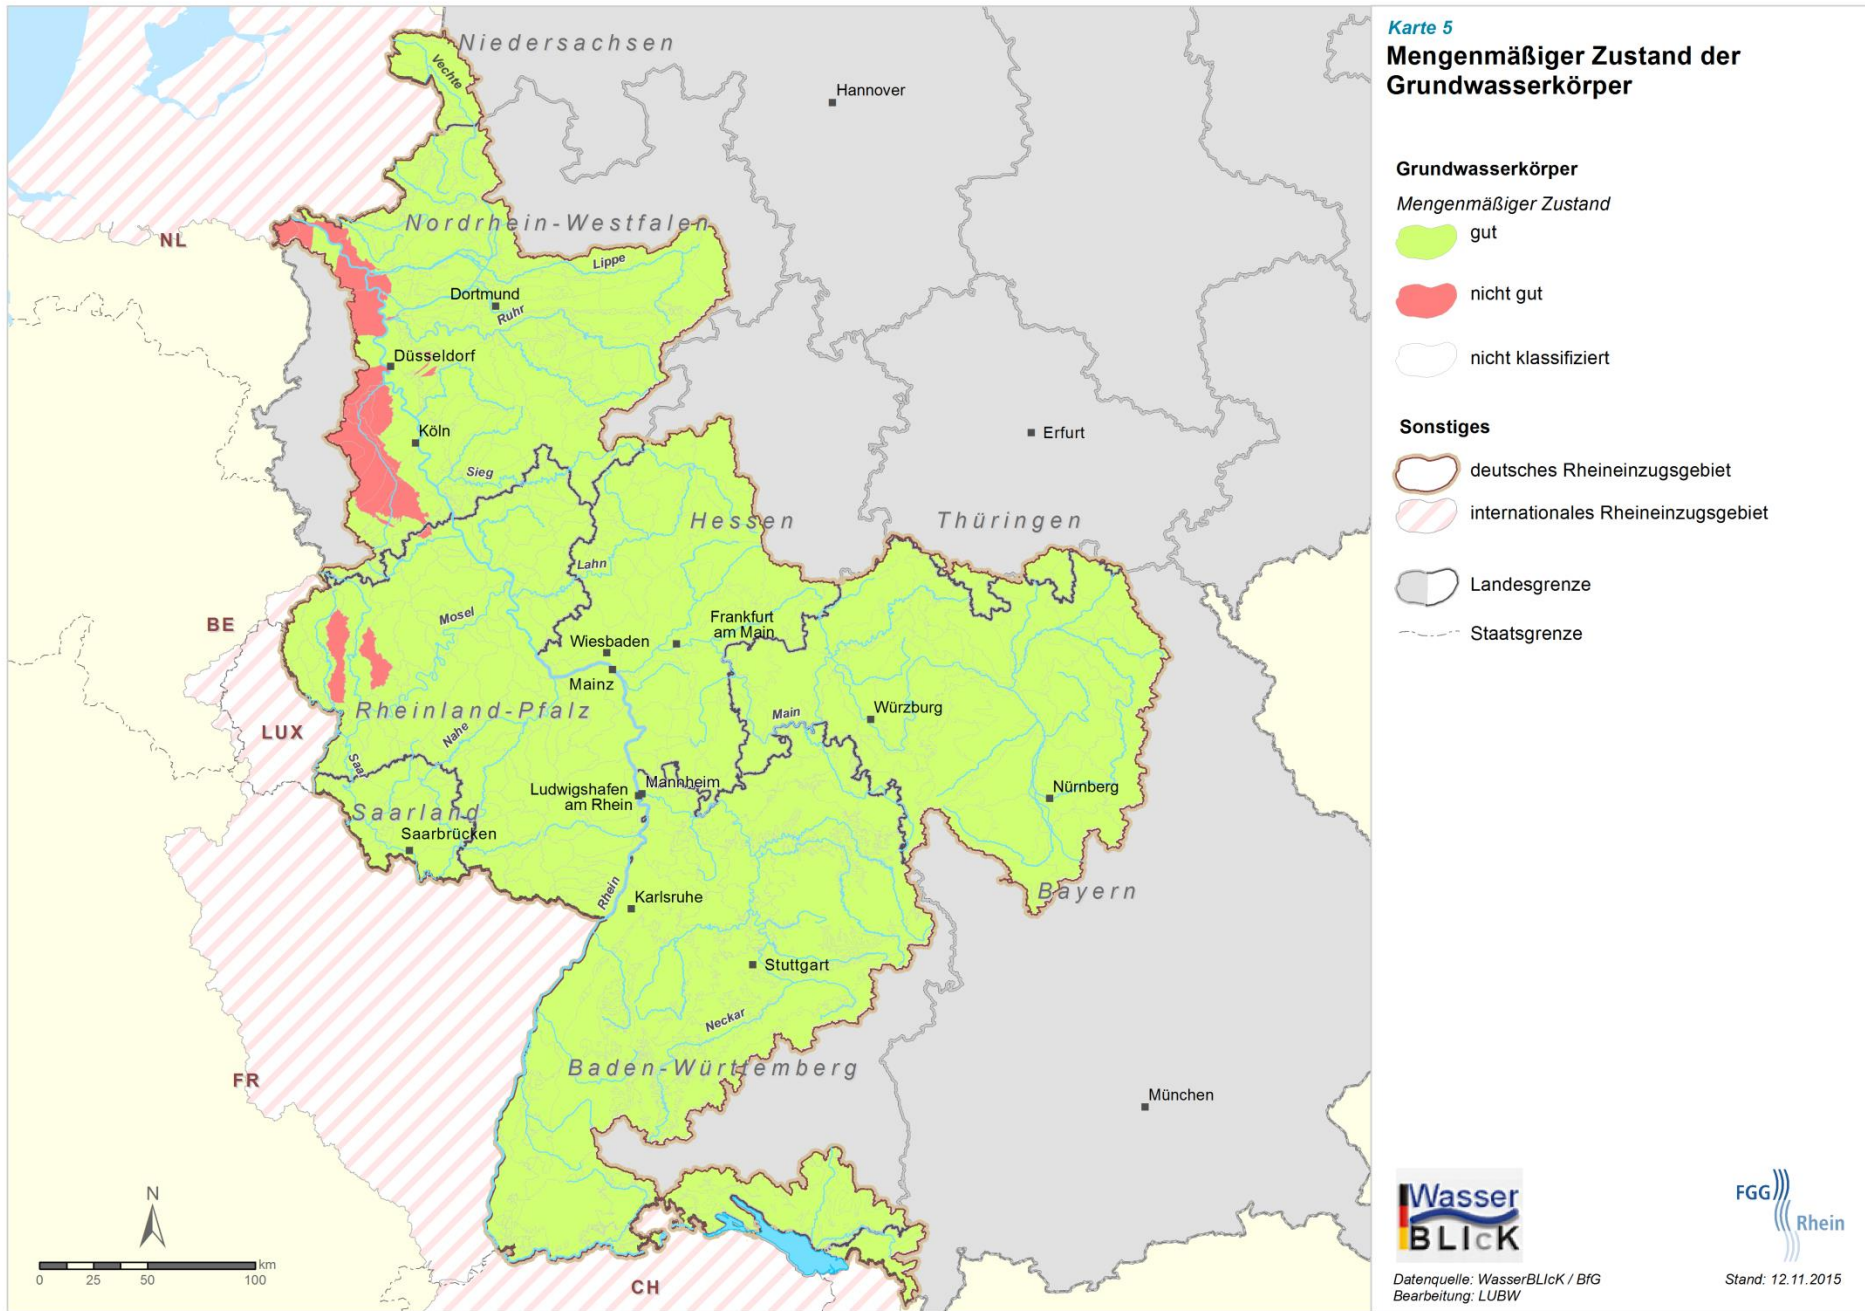 Karte 5
Mengenmäßiger Zustand der
Grundwasserkörper
Grundwasserkörper
Mengenmäßiger Zustand
gut
nicht gut
nicht klassifiziert
Sonstiges
deutsches Rheineinzugsgebiet
internationales Rheineinzugsgebiet
Landesgrenze
Staatsgrenze
Niedersachsen
Vechte
Hannover
Nordrhein-Westfalen
NL
Lippe
Dortmund
Ruhr
Düsseldorf
Köln
Erfurt
Sieg
Hessen
Thüringen
Lahn
BE
Mosel
Frankfurt
am Main
Wiesbaden
Mainz
Rheinland-Pfalz
Main
Würzburg
LUX
Nahe
Saar
Mannheim
Ludwigshafen
am Rhein
Nürnberg
Saarland
Saarbrücken
Rhein
Karlsruhe
Bayern
Stuttgart
Neckar
Baden-Württemberg
FR
München
N
km
0 25 50 100
CH
Wasser
BLIcK
FGG
Rhein
Datenquelle: WasserBLIcK / BfG
Bearbeitung: LUBW
Stand: 12.11.2015